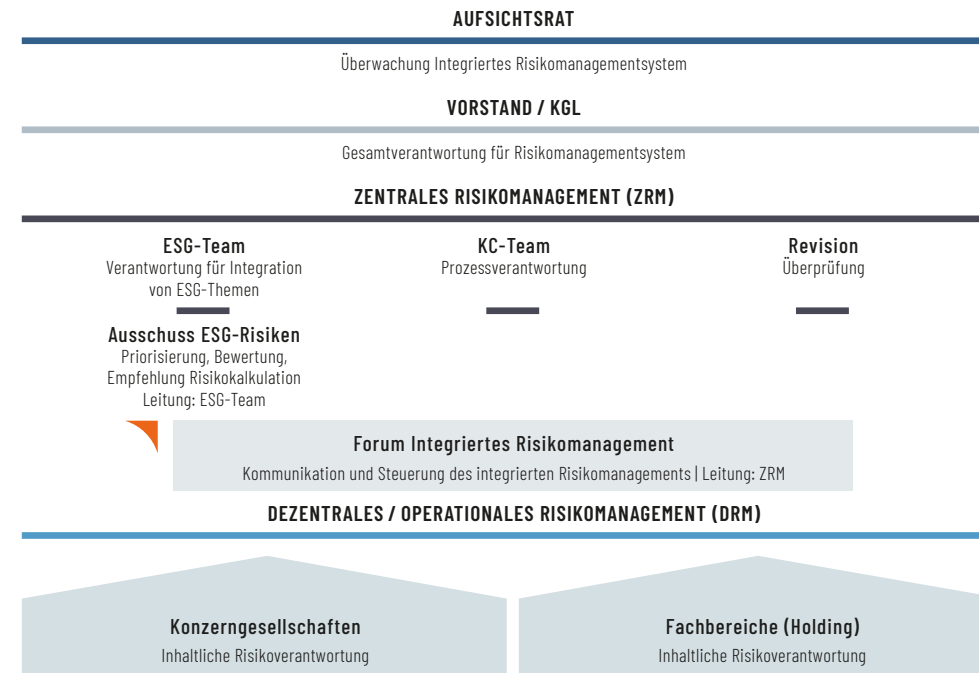 AUFSICHTSRAT
Überwachung Integriertes Risikomanagementsystem
VORSTAND / KGL
Gesamtverantwortung für Risikomanagementsystem
ZENTRALES RISIKOMANAGEMENT (ZRM)
ESG-Team
Verantwortung für Integration
von ESG-Themen
KC-Team
Prozessverantwortung
Revision
Überprüfung
Ausschuss ESG-Risiken
Priorisierung, Bewertung,
Empfehlung Risikokalkulation
Leitung: ESG-Team
Forum Integriertes Risikomanagement
Kommunikation und Steuerung des integrierten Risikomanagements | Leitung: ZRM
DEZENTRALES / OPERATIONALES RISIKOMANAGEMENT (DRM)
Konzerngesellschaften
Inhaltliche Risikoverantwortung
Fachbereiche (Holding)
Inhaltliche Risikoverantwortung